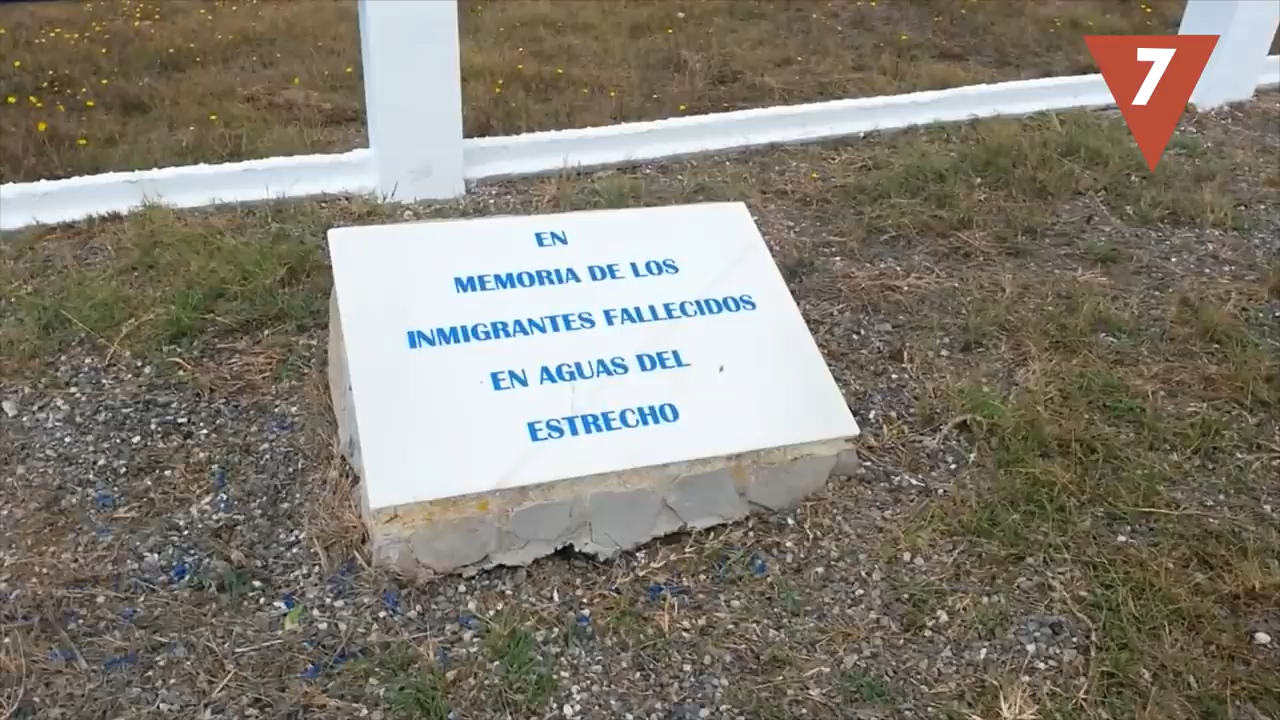 7
EN
MEMORIA DE LOS
INMIGRANTES FALLECIDOS
EN AGUAS DEL
ESTRECHO